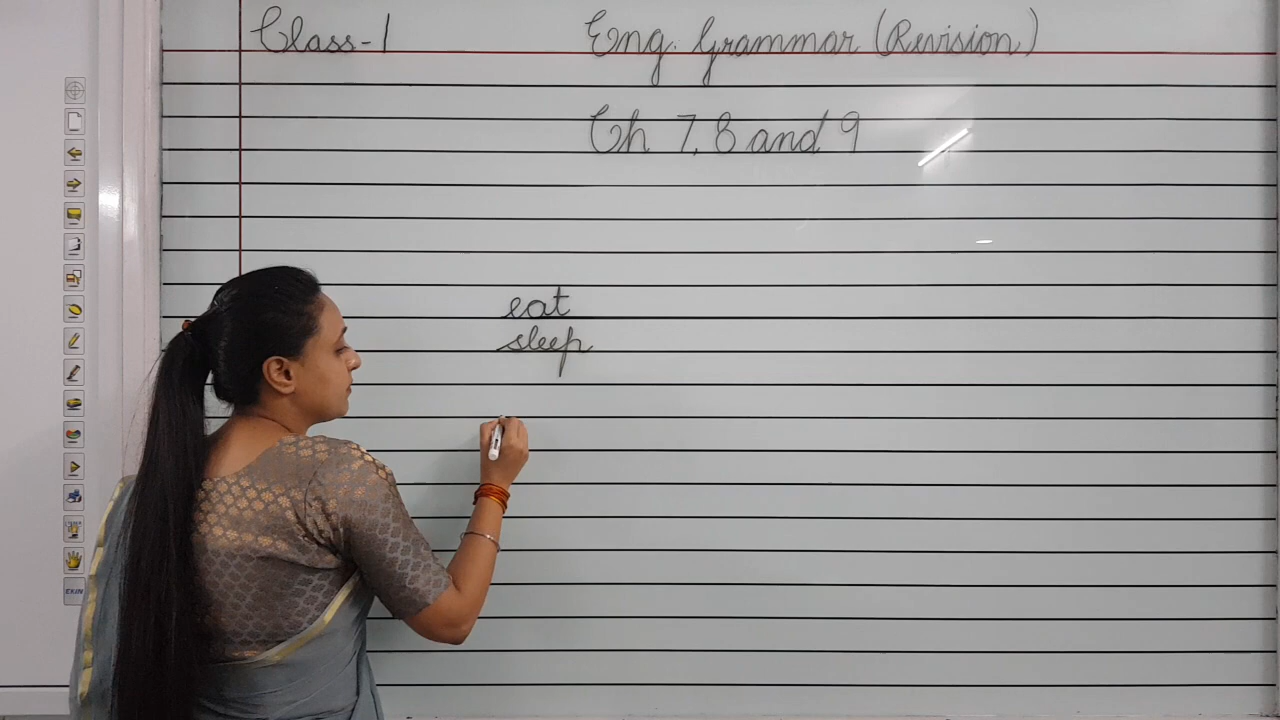 Class-1 Eng. Grammar (Revision)
Ch 7, 8 and 9
eat
sleep